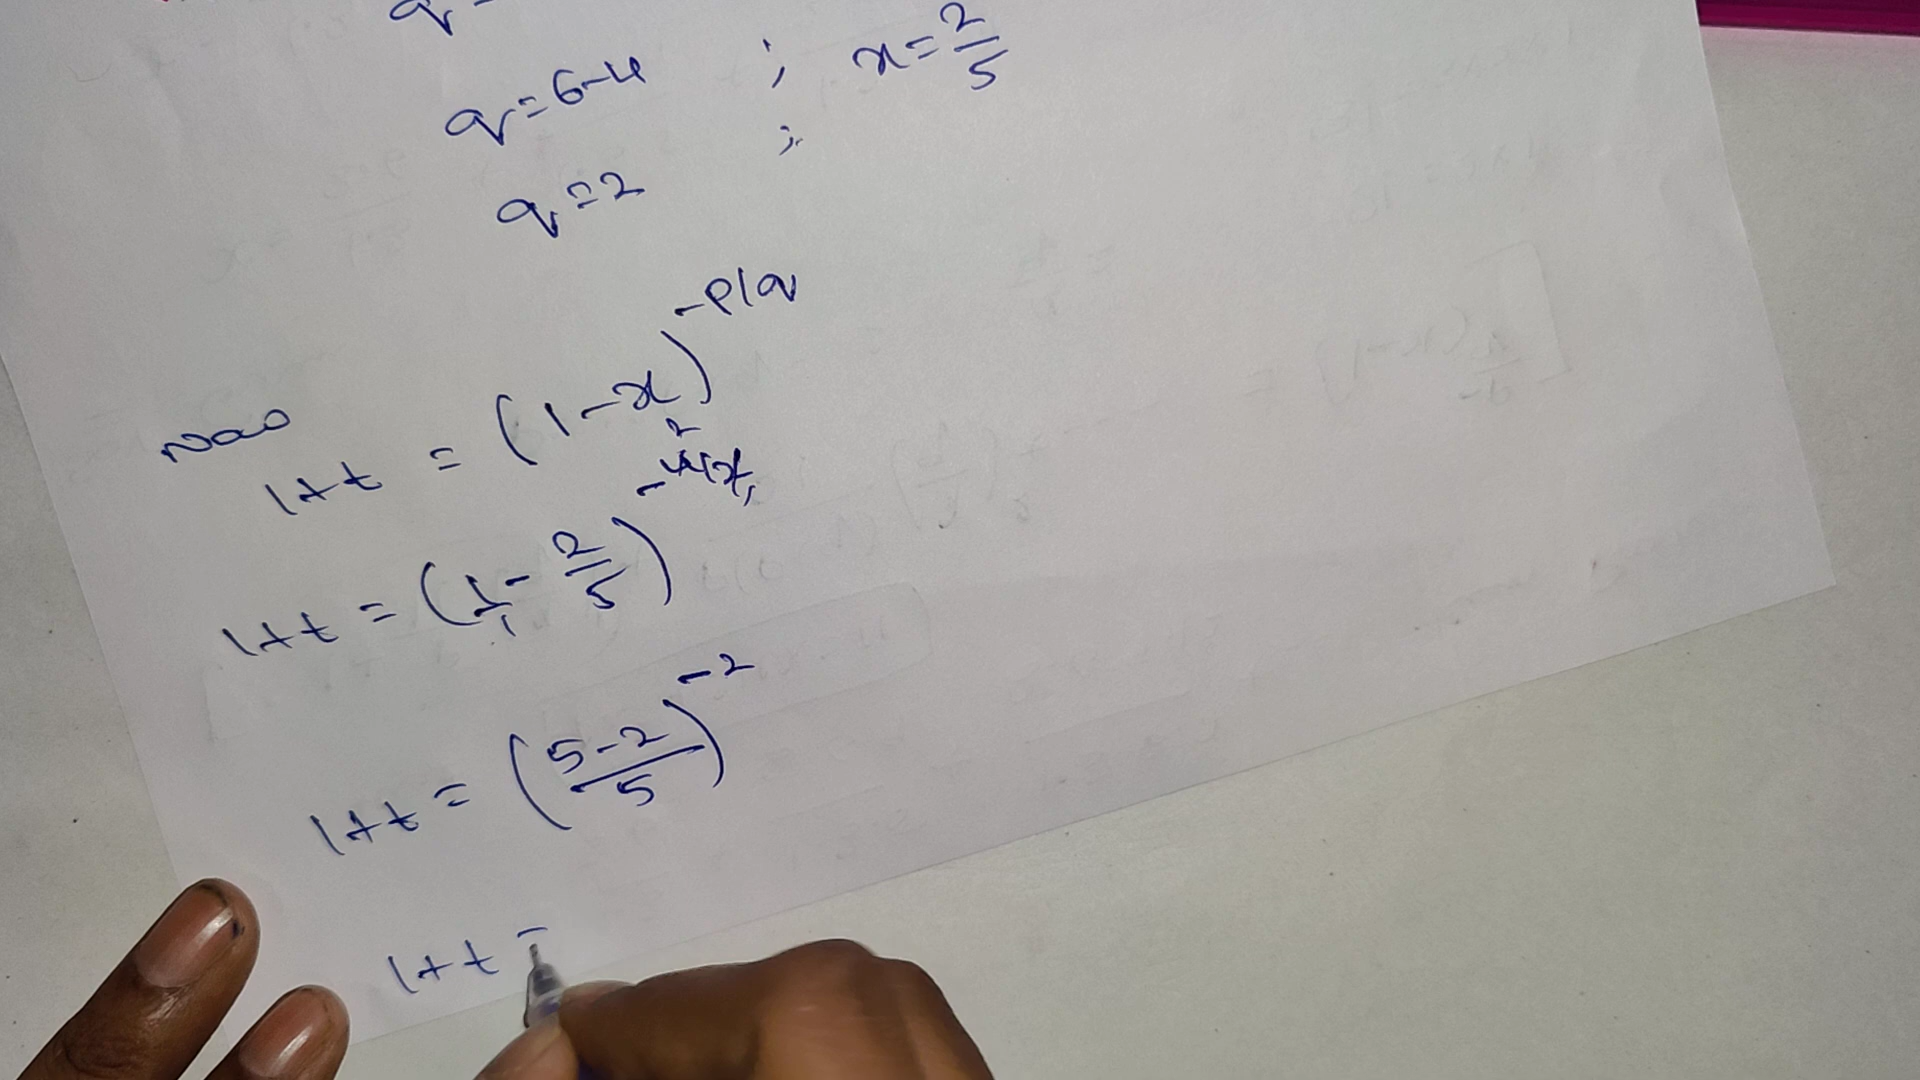 q =
q = 6-4 ; x = 2/5
;
q = 2
Now
1+t = (1-x)^-p/q
1+t = (1/1 - 2/5)^-4/2
1+t = ((5-2)/5)^-2
1+t =